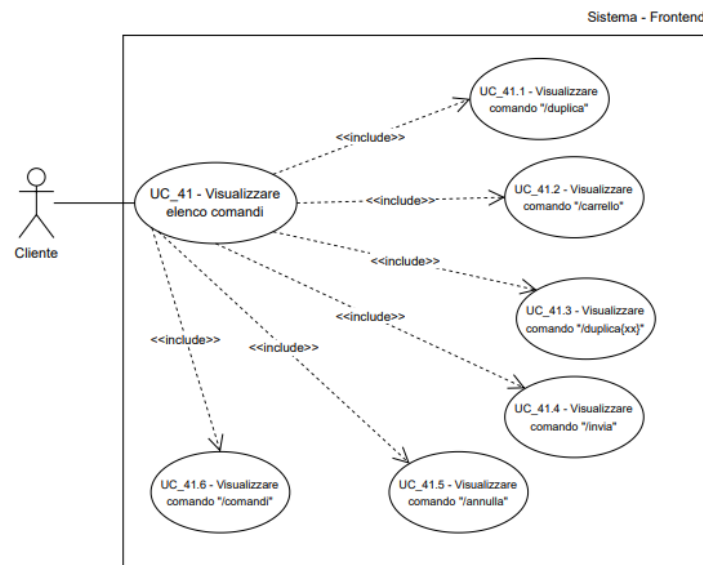 Sistema - Frontend
UC_41.1 - Visualizzare
comando "/duplica"
<<include>>
UC_41 - Visualizzare
elenco comandi
<<include>>
UC_41.2 - Visualizzare
comando "/carrello"
Cliente
<<include>>
UC_41.3 - Visualizzare
comando "/duplica{xx}"
<<include>>
<<include>>
<<include>>
UC_41.4 - Visualizzare
comando "/invia"
UC_41.6 - Visualizzare
comando "/comandi"
UC_41.5 - Visualizzare
comando "/annulla"